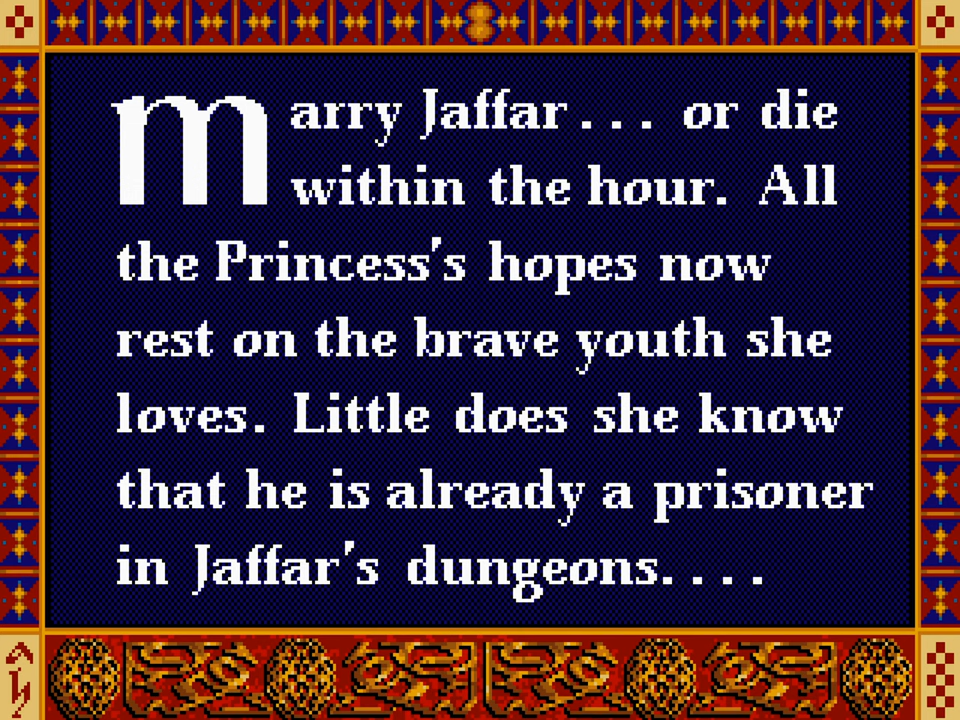 Marry Jaffar... or die
within the hour. All
the Princess's hopes now
rest on the brave youth she
loves. Little does she know
that he is already a prisoner
in Jaffar's dungeons....